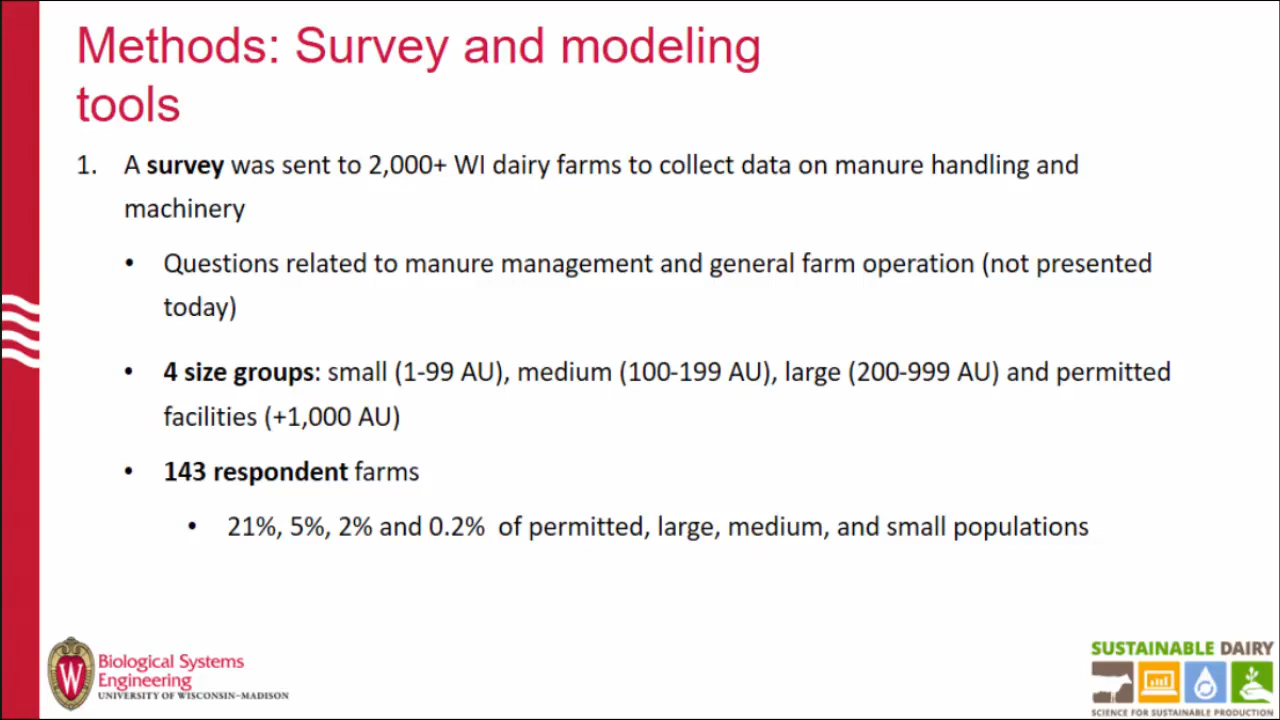 Methods: Survey and modeling
tools
1. A survey was sent to 2,000+ WI dairy farms to collect data on manure handling and
machinery
• Questions related to manure management and general farm operation (not presented
today)
• 4 size groups: small (1-99 AU), medium (100-199 AU), large (200-999 AU) and permitted
facilities (+1,000 AU)
• 143 respondent farms
• 21%, 5%, 2% and 0.2% of permitted, large, medium, and small populations
W
Biological Systems
Engineering
UNIVERSITY OF WISCONSIN–MADISON
SUSTAINABLE DAIRY
SCIENCE FOR SUSTAINABLE PRODUCTION